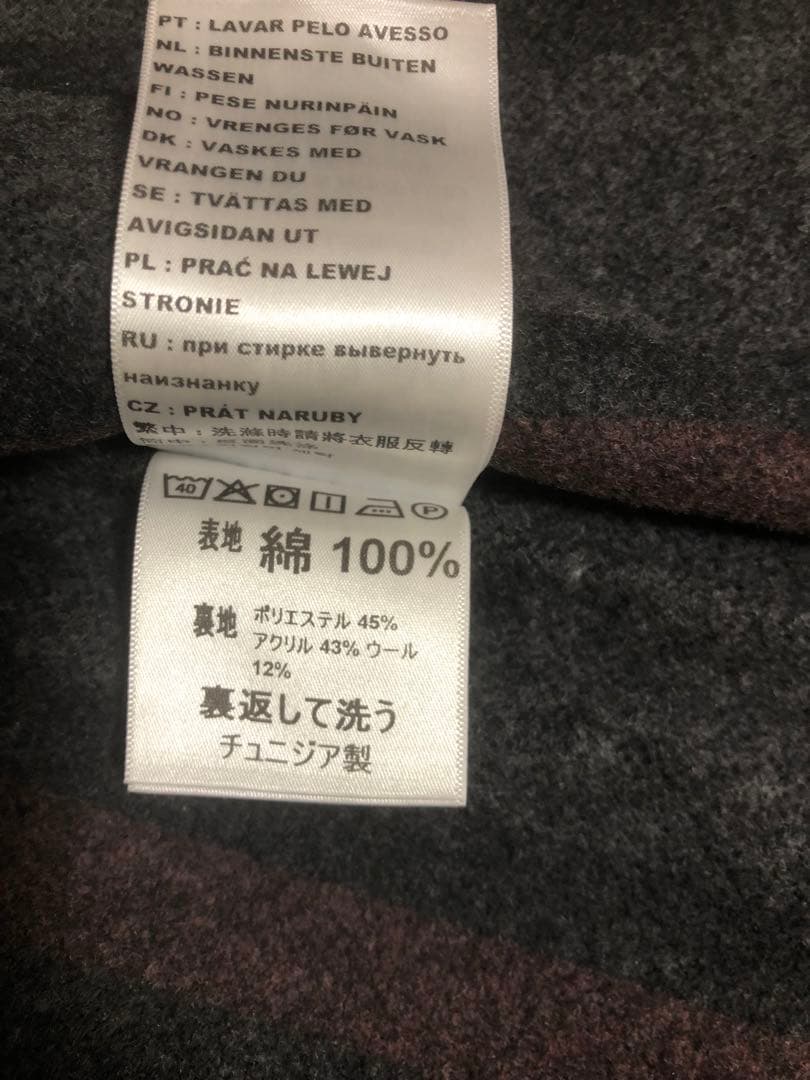 PT : LAVAR PELO AVESSO
NL : BINNENSTE BUITEN
WASSEN
FI : PESE NURINPÄIN
NO : VRENGES FØR VASK
DK : VASKES MED
VRANGEN DU
SE : TVÄTTAS MED
AVIGSIDAN UT
PL : PRAĆ NA LEWEJ
STRONIE
RU : при стирке вывернуть
наизнанку
CZ : PRÁT NARUBY
繁中 : 洗滌時請將衣服反轉
40
P
表地 綿 100%
裏地 ポリエステル 45%
アクリル 43% ウール
12%
裏返して洗う
チュニジア製